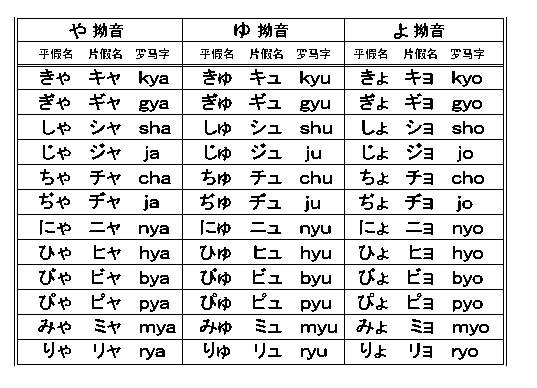 や 拗音 ゆ 拗音 よ 拗音
平假名 片假名 罗马字 平假名 片假名 罗马字 平假名 片假名 罗马字
きゃ キャ kya きゅ キュ kyu きょ キョ kyo
ぎゃ ギャ gya ぎゅ ギュ gyu ぎょ ギョ gyo
しゃ シャ sha しゅ シュ shu しょ ショ sho
じゃ ジャ ja じゅ ジュ ju じょ ジョ jo
ちゃ チャ cha ちゅ チュ chu ちょ チョ cho
ぢゃ ヂャ ja ぢゅ ヂュ ju ぢょ ヂョ jo
にゃ ニャ nya にゅ ニュ nyu にょ ニョ nyo
ひゃ ヒャ hya ひゅ ヒュ hyu ひょ ヒョ hyo
びゃ ビャ bya びゅ ビュ byu びょ ビョ byo
ぴゃ ピャ pya ぴゅ ピュ pyu ぴょ ピョ pyo
みゃ ミャ mya みゅ ミュ myu みょ ミョ myo
りゃ リャ rya りゅ リュ ryu りょ リョ ryo